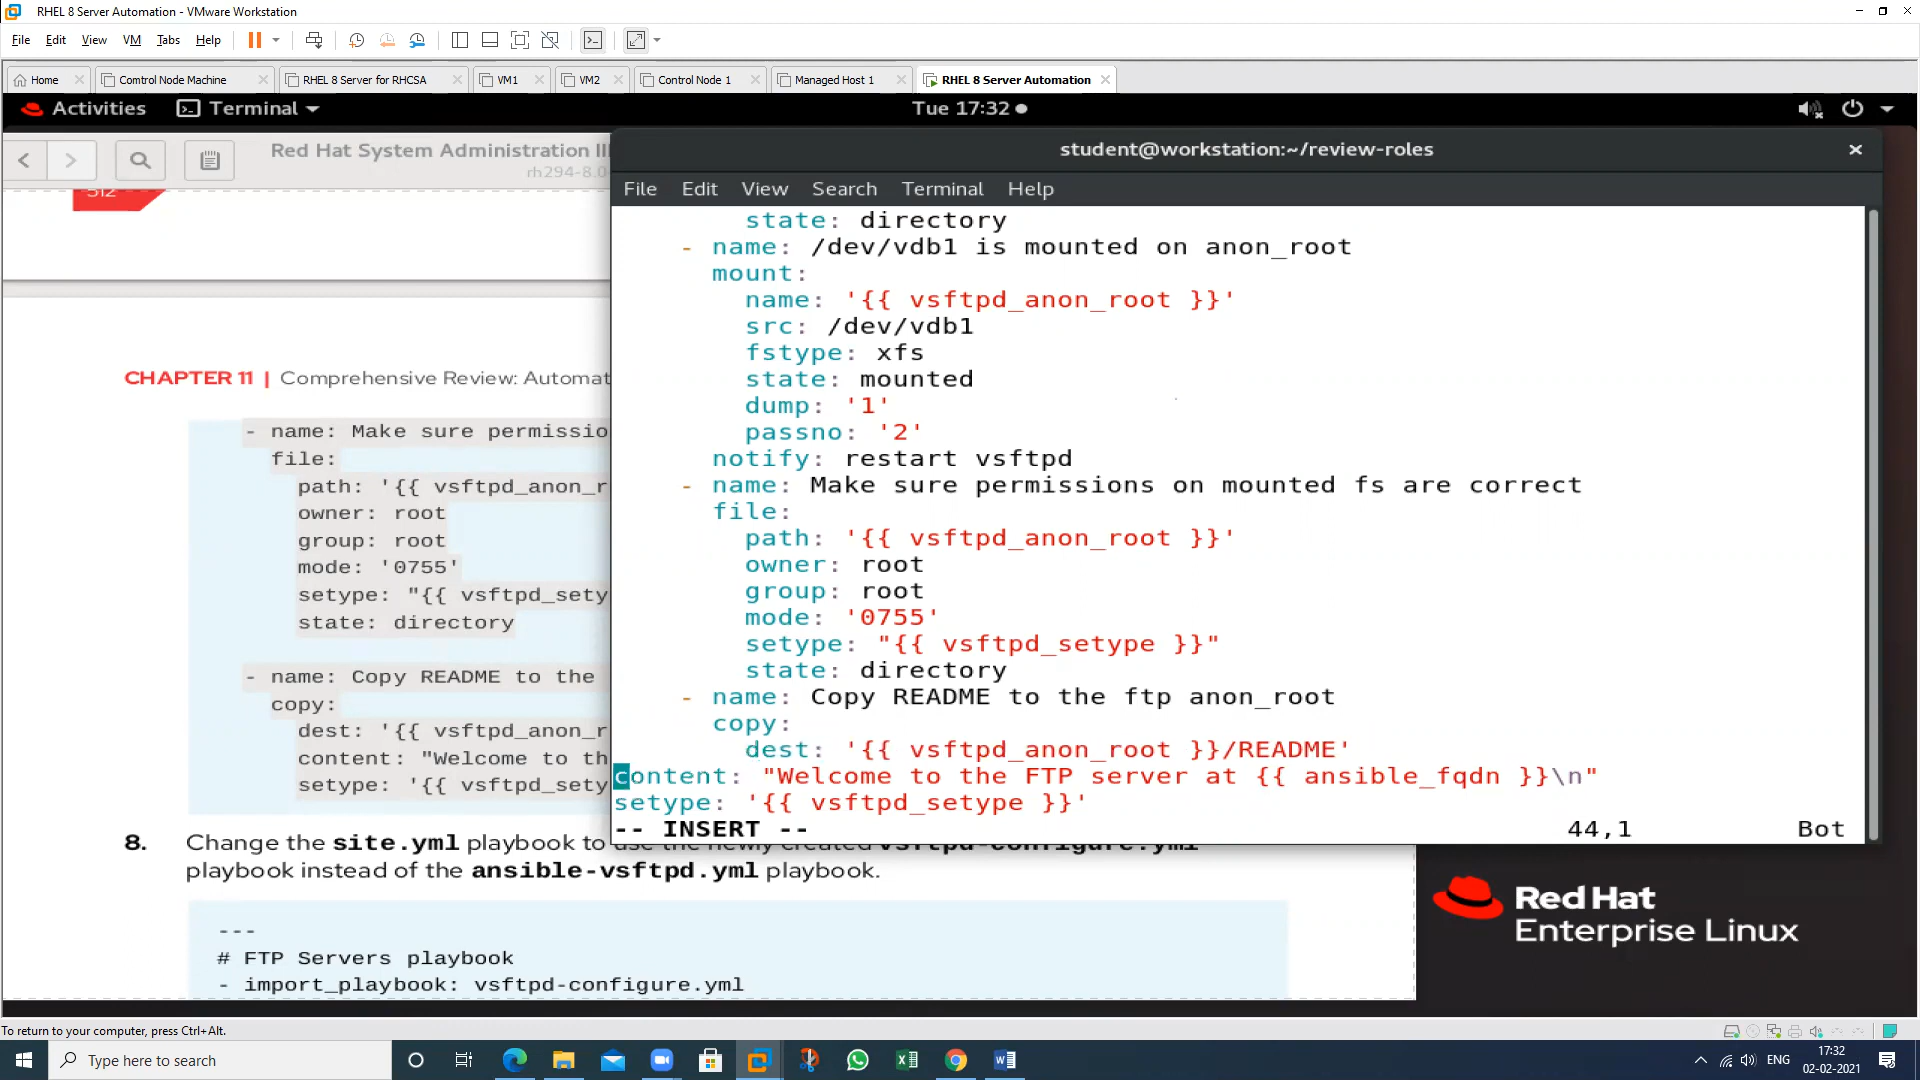 RHEL 8 Server Automation - VMware Workstation
File Edit View VM Tabs Help
Home Comtrol Node Machine RHEL 8 Server for RHCSA VM1 VM2 Control Node 1 Managed Host 1 RHEL 8 Server Automation
Activities Terminal Tue 17:32
Red Hat System Administration III
rh294-8.0
512
CHAPTER 11 | Comprehensive Review: Automat
- name: Make sure permissio
file:
path: '{{ vsftpd_anon_r
owner: root
group: root
mode: '0755'
setype: "{{ vsftpd_sety
state: directory
- name: Copy README to the
copy:
dest: '{{ vsftpd_anon_r
content: "Welcome to th
setype: '{{ vsftpd_sety
8. Change the site.yml playbook to use the newly created vsftpd-configure.yml
playbook instead of the ansible-vsftpd.yml playbook.
---
# FTP Servers playbook
- import_playbook: vsftpd-configure.yml
student@workstation:~/review-roles
File Edit View Search Terminal Help
state: directory
- name: /dev/vdb1 is mounted on anon_root
mount:
name: '{{ vsftpd_anon_root }}'
src: /dev/vdb1
fstype: xfs
state: mounted
dump: '1'
passno: '2'
notify: restart vsftpd
- name: Make sure permissions on mounted fs are correct
file:
path: '{{ vsftpd_anon_root }}'
owner: root
group: root
mode: '0755'
setype: "{{ vsftpd_setype }}"
state: directory
- name: Copy README to the ftp anon_root
copy:
dest: '{{ vsftpd_anon_root }}/README'
content: "Welcome to the FTP server at {{ ansible_fqdn }}\n"
setype: '{{ vsftpd_setype }}'
-- INSERT -- 44,1 Bot
Red Hat
Enterprise Linux
To return to your computer, press Ctrl+Alt.
Type here to search
ENG
17:32
02-02-2021